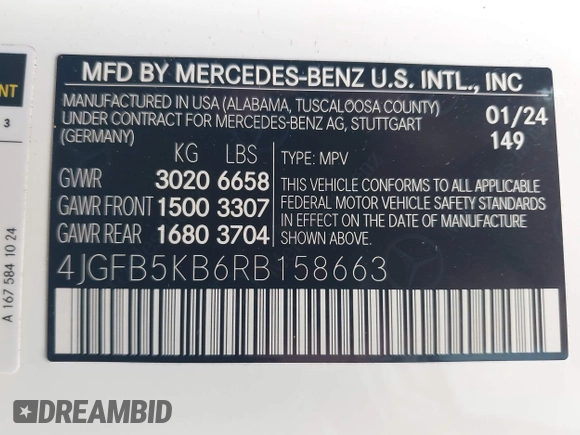 MFD BY MERCEDES-BENZ U.S. INTL., INC
MANUFACTURED IN USA (ALABAMA, TUSCALOOSA COUNTY)
UNDER CONTRACT FOR MERCEDES-BENZ AG, STUTTGART
(GERMANY)
01/24
149
KG LBS
GVWR 3020 6658
GAWR FRONT 1500 3307
GAWR REAR 1680 3704
TYPE: MPV
THIS VEHICLE CONFORMS TO ALL APPLICABLE
FEDERAL MOTOR VEHICLE SAFETY STANDARDS
IN EFFECT ON THE DATE OF MANUFACTURE
SHOWN ABOVE.
4JGFB5KB6RB158663
A 167 584 10 24
3
DREAMBID